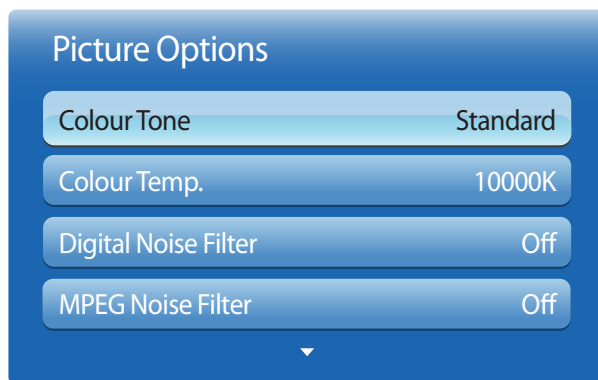 Picture Options
Colour Tone Standard
Colour Temp. 10000K
Digital Noise Filter Off
MPEG Noise Filter Off